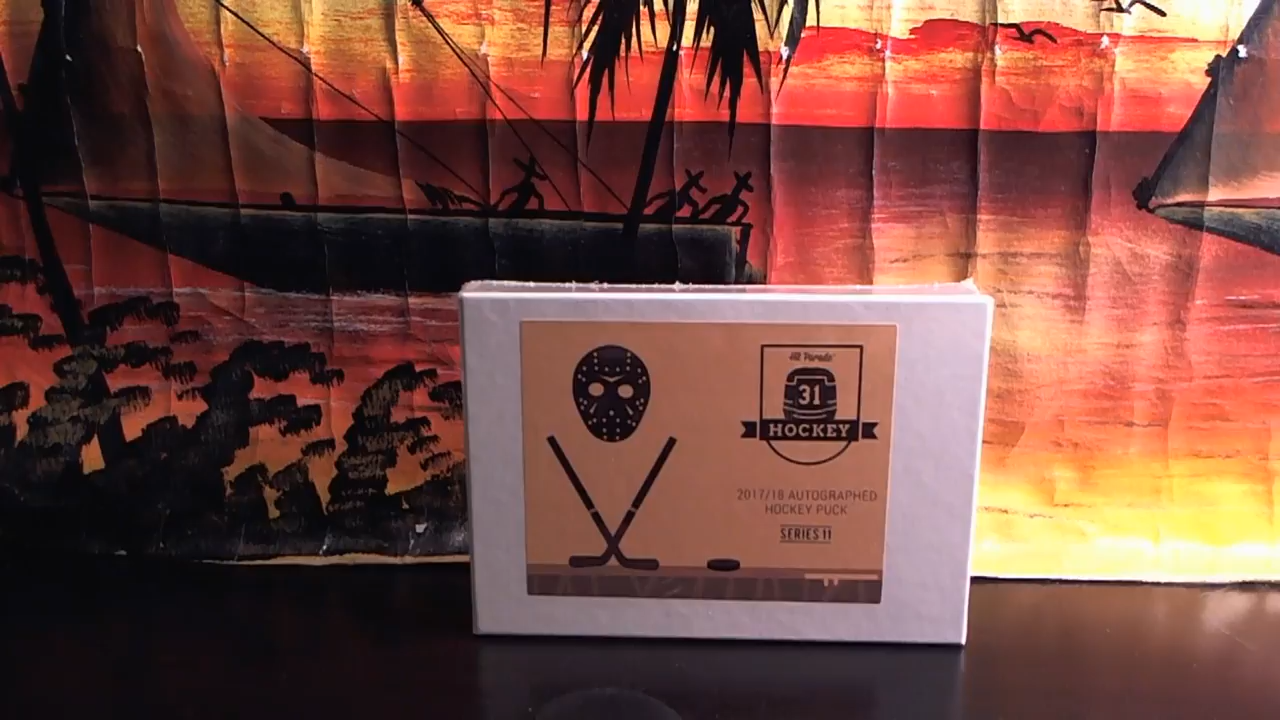 Hit Parade
31
HOCKEY
2017/18 AUTOGRAPHED
HOCKEY PUCK
SERIES 11